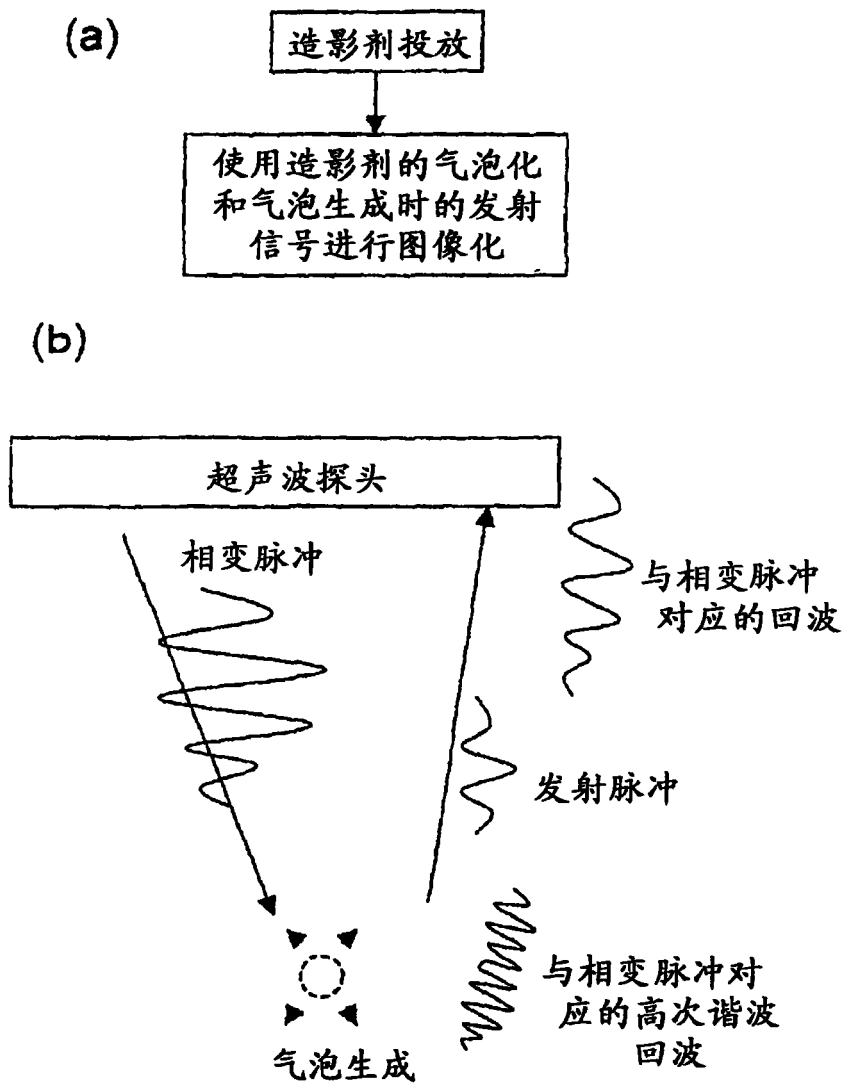 (a)
造影剂投放
使用造影剂的气泡化
和气泡生成时的发射
信号进行图像化
(b)
超声波探头
相变脉冲
与相变脉冲
对应的回波
发射脉冲
与相变脉冲对
应的高次谐波
回波
气泡生成